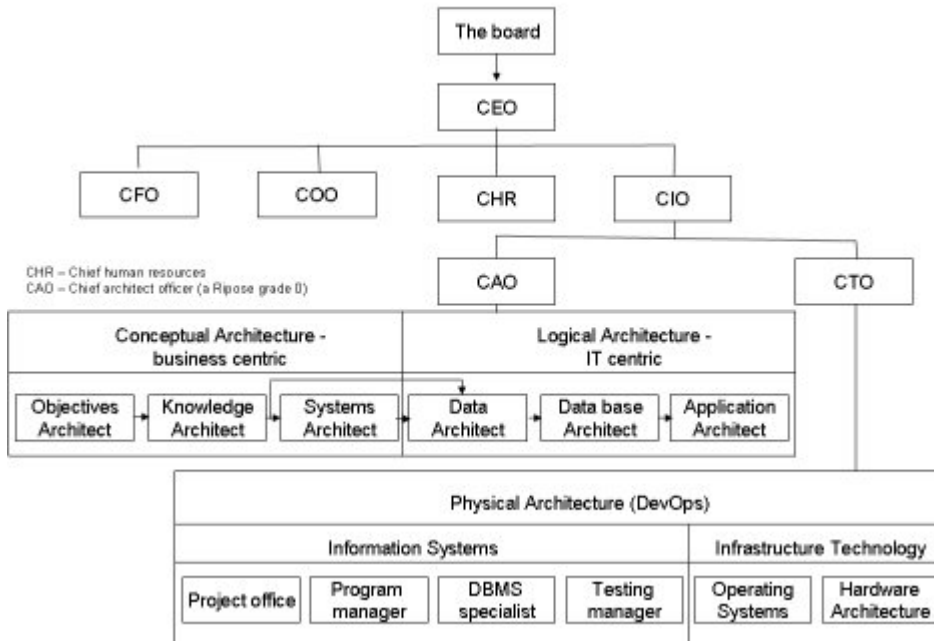 The board
CEO
CFO
COO
CHR
CIO
CHR – Chief human resources
CAO – Chief architect officer (a Ripose grade 0)
CAO
CTO
Conceptual Architecture -
business centric
Logical Architecture -
IT centric
Objectives
Architect
Knowledge
Architect
Systems
Architect
Data
Architect
Data base
Architect
Application
Architect
Physical Architecture (DevOps)
Information Systems
Infrastructure Technology
Project office
Program
manager
DBMS
specialist
Testing
manager
Operating
Systems
Hardware
Architecture